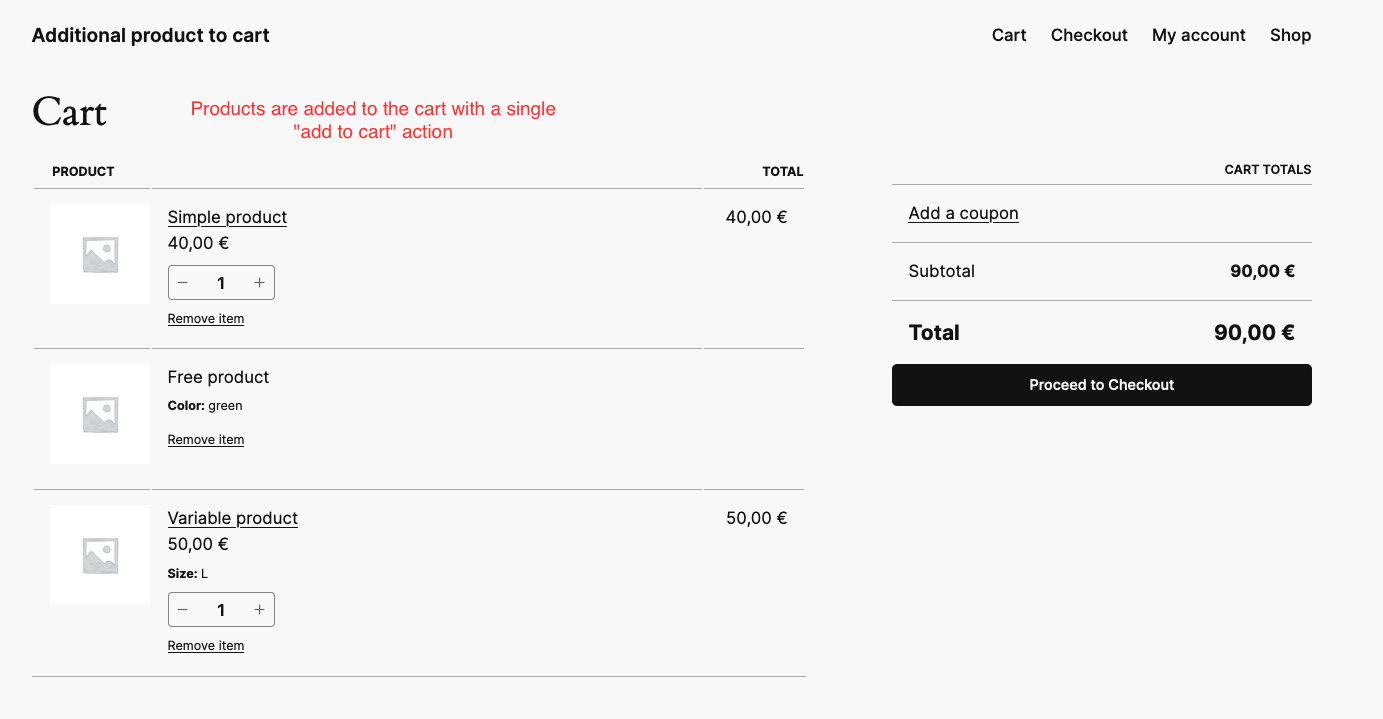 Additional product to cart
Cart Checkout My account Shop
Cart
Products are added to the cart with a single
"add to cart" action
PRODUCT TOTAL
Simple product 40,00 €
40,00 €
− 1 +
Remove item
Free product
Color: green
Remove item
Variable product 50,00 €
50,00 €
Size: L
− 1 +
Remove item
CART TOTALS
Add a coupon
Subtotal 90,00 €
Total 90,00 €
Proceed to Checkout